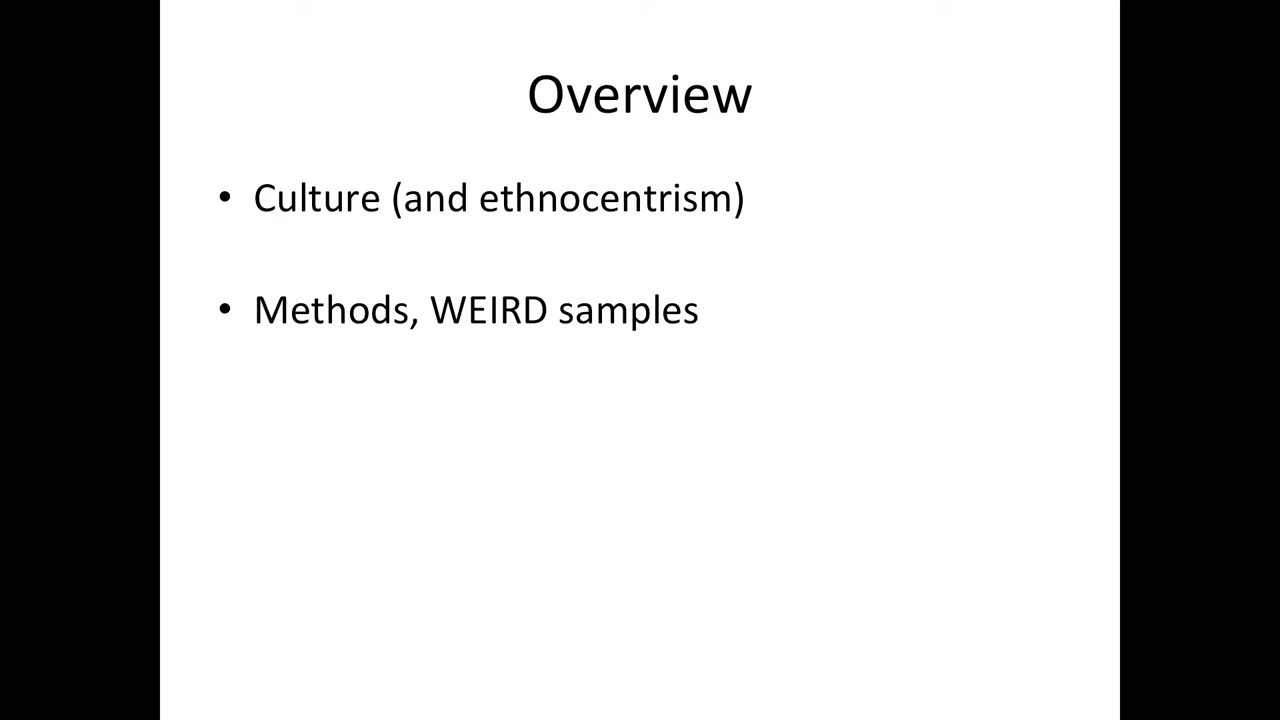 Overview
• Culture (and ethnocentrism)
• Methods, WEIRD samples